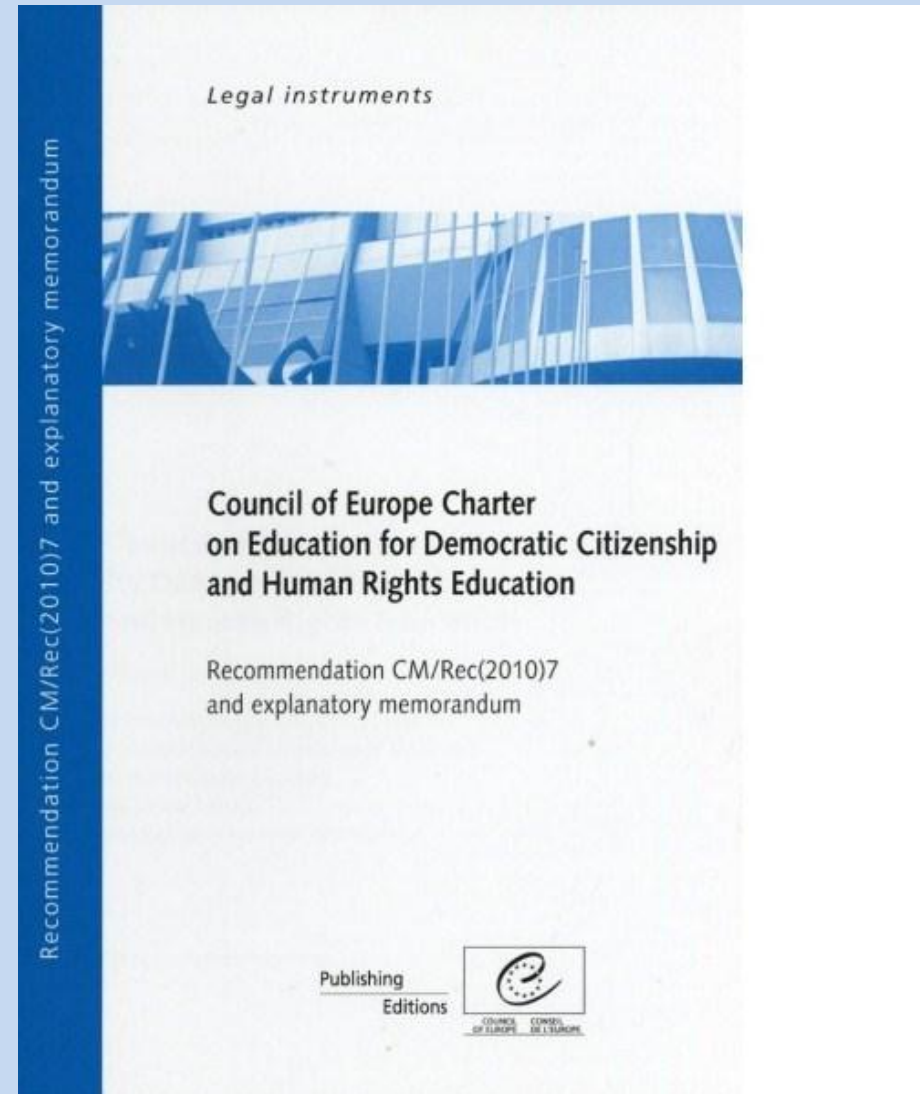 Recommendation CM/Rec(2010)7 and explanatory memorandum
Legal instruments
Council of Europe Charter
on Education for Democratic Citizenship
and Human Rights Education
Recommendation CM/Rec(2010)7
and explanatory memorandum
Publishing
Editions
COUNCIL CONSEIL
OF EUROPE DE L'EUROPE